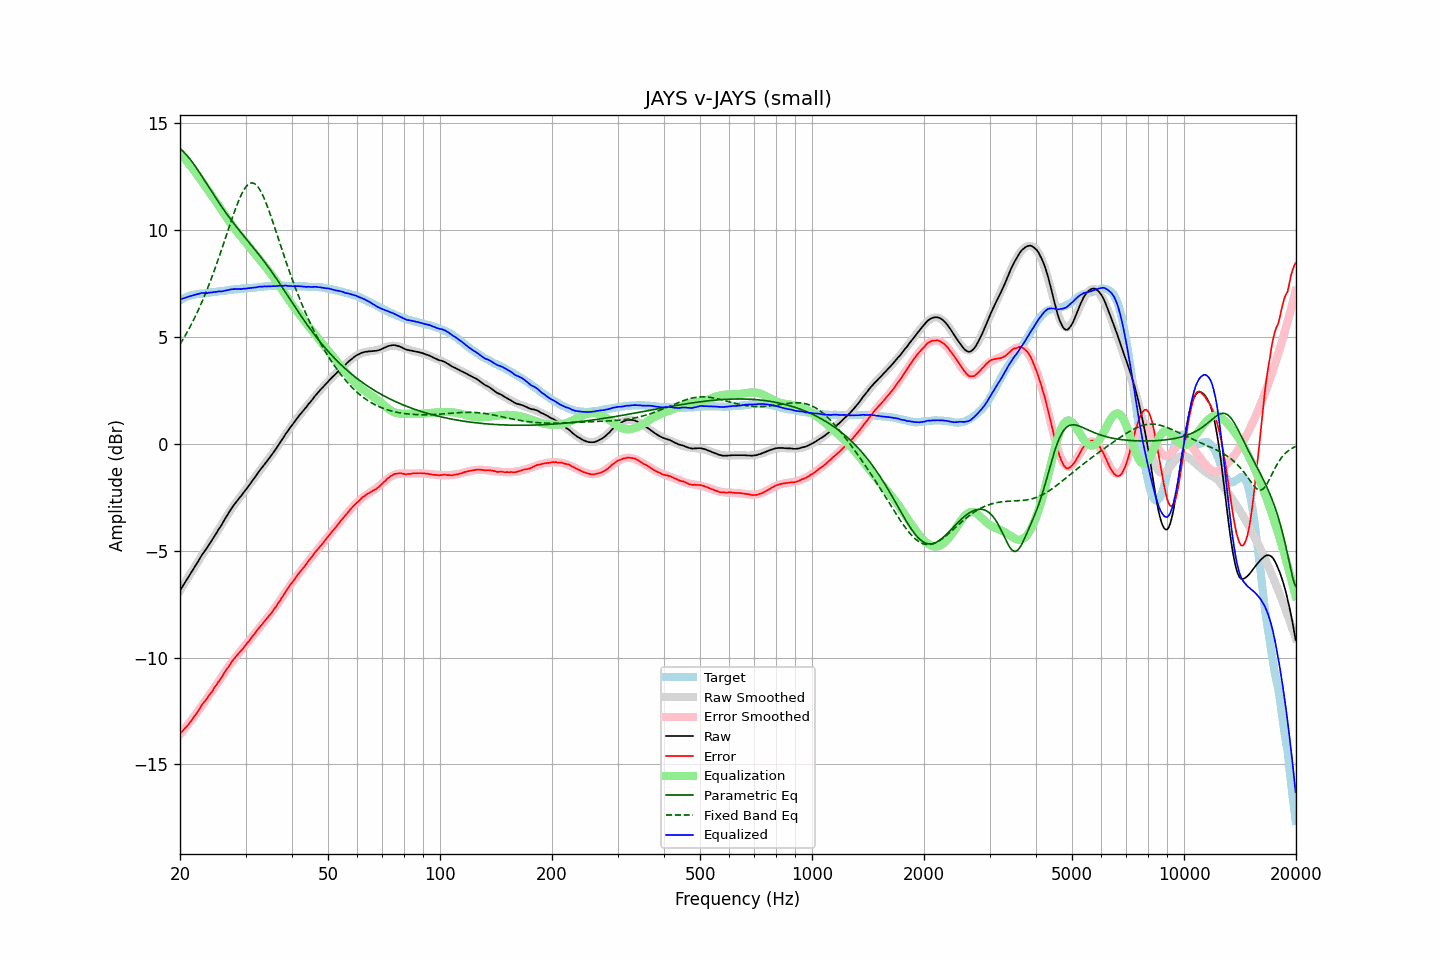 JAYS v-JAYS (small)
15
10
5
0
−5
−10
−15
Amplitude (dBr)
20
50
100
200
500
1000
2000
5000
10000
20000
Frequency (Hz)
Target
Raw Smoothed
Error Smoothed
Raw
Error
Equalization
Parametric Eq
Fixed Band Eq
Equalized